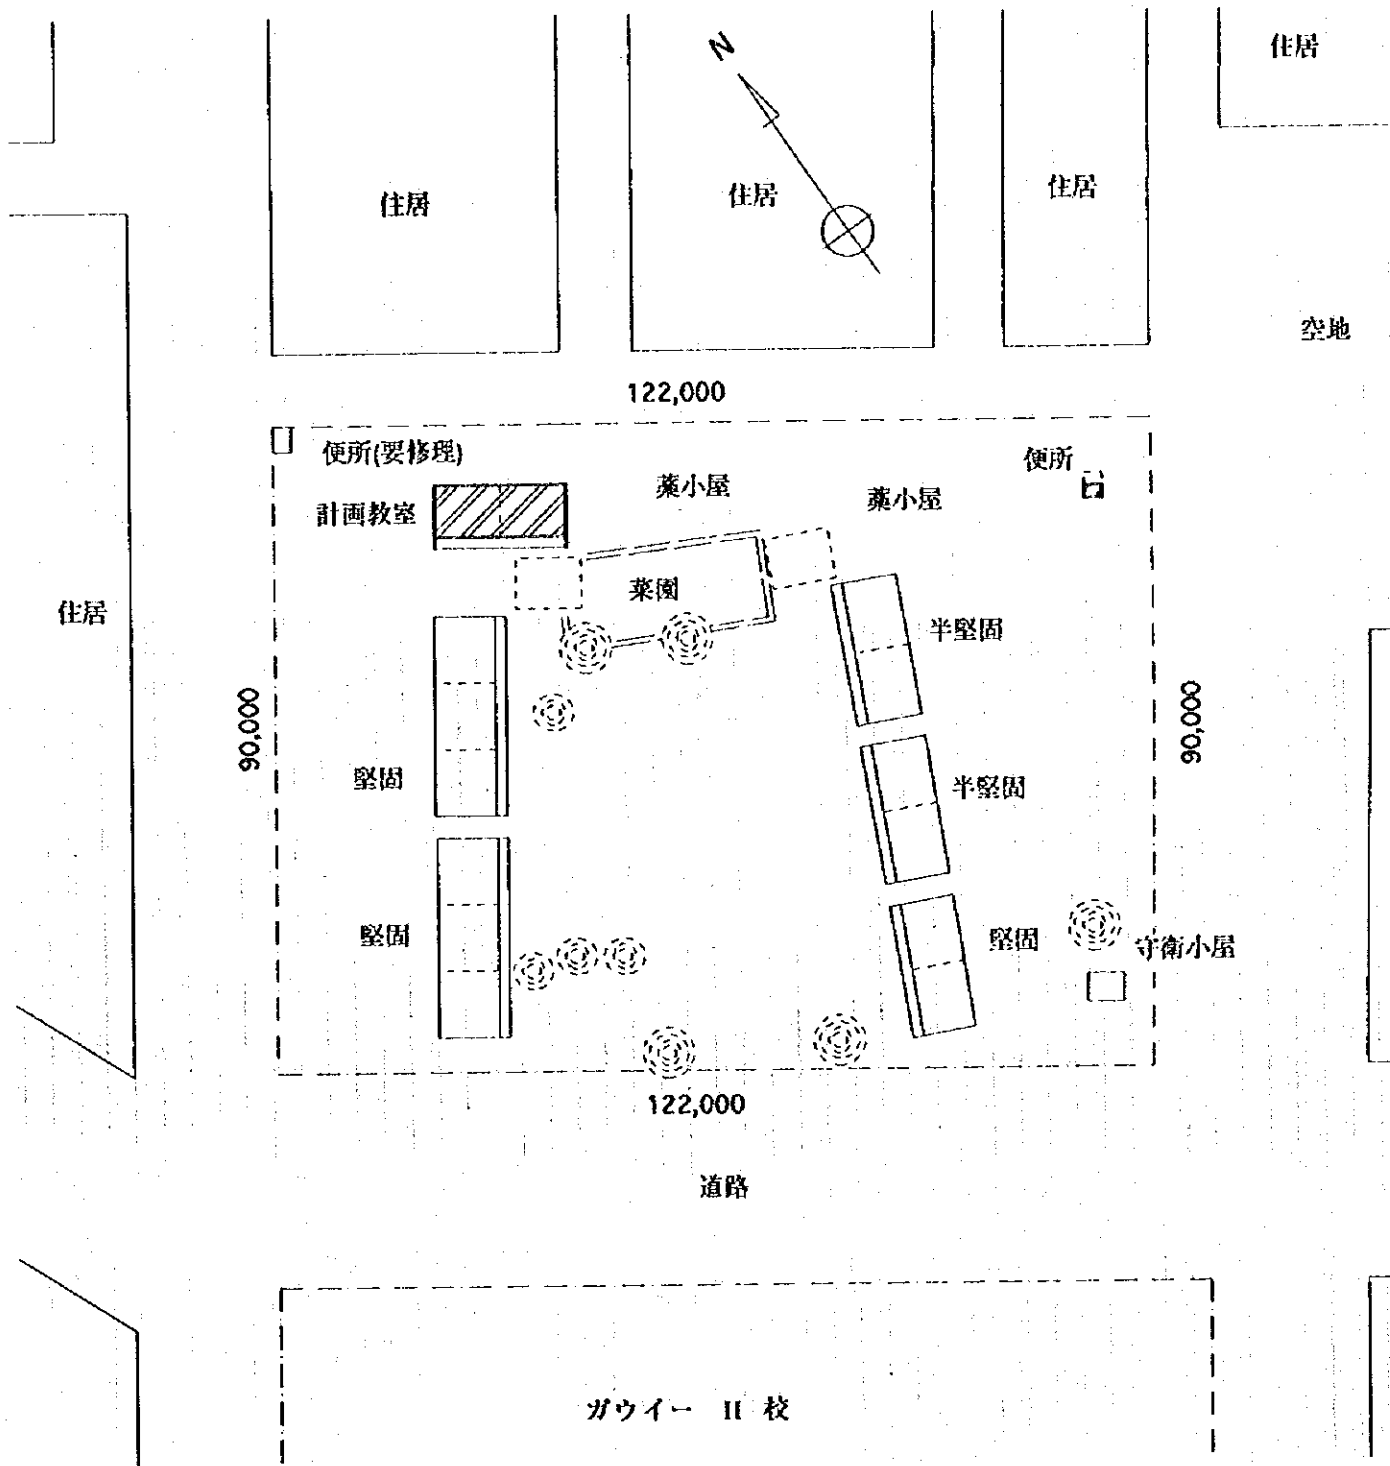 住居
N
住居
住居
住居
空地
122,000
便所(要修理)
便所
藁小屋
藁小屋
計画教室
菜園
住居
半堅固
90,000
90,000
堅固
半堅固
堅固
堅固
守衛小屋
122,000
道路
ガウイー II 校